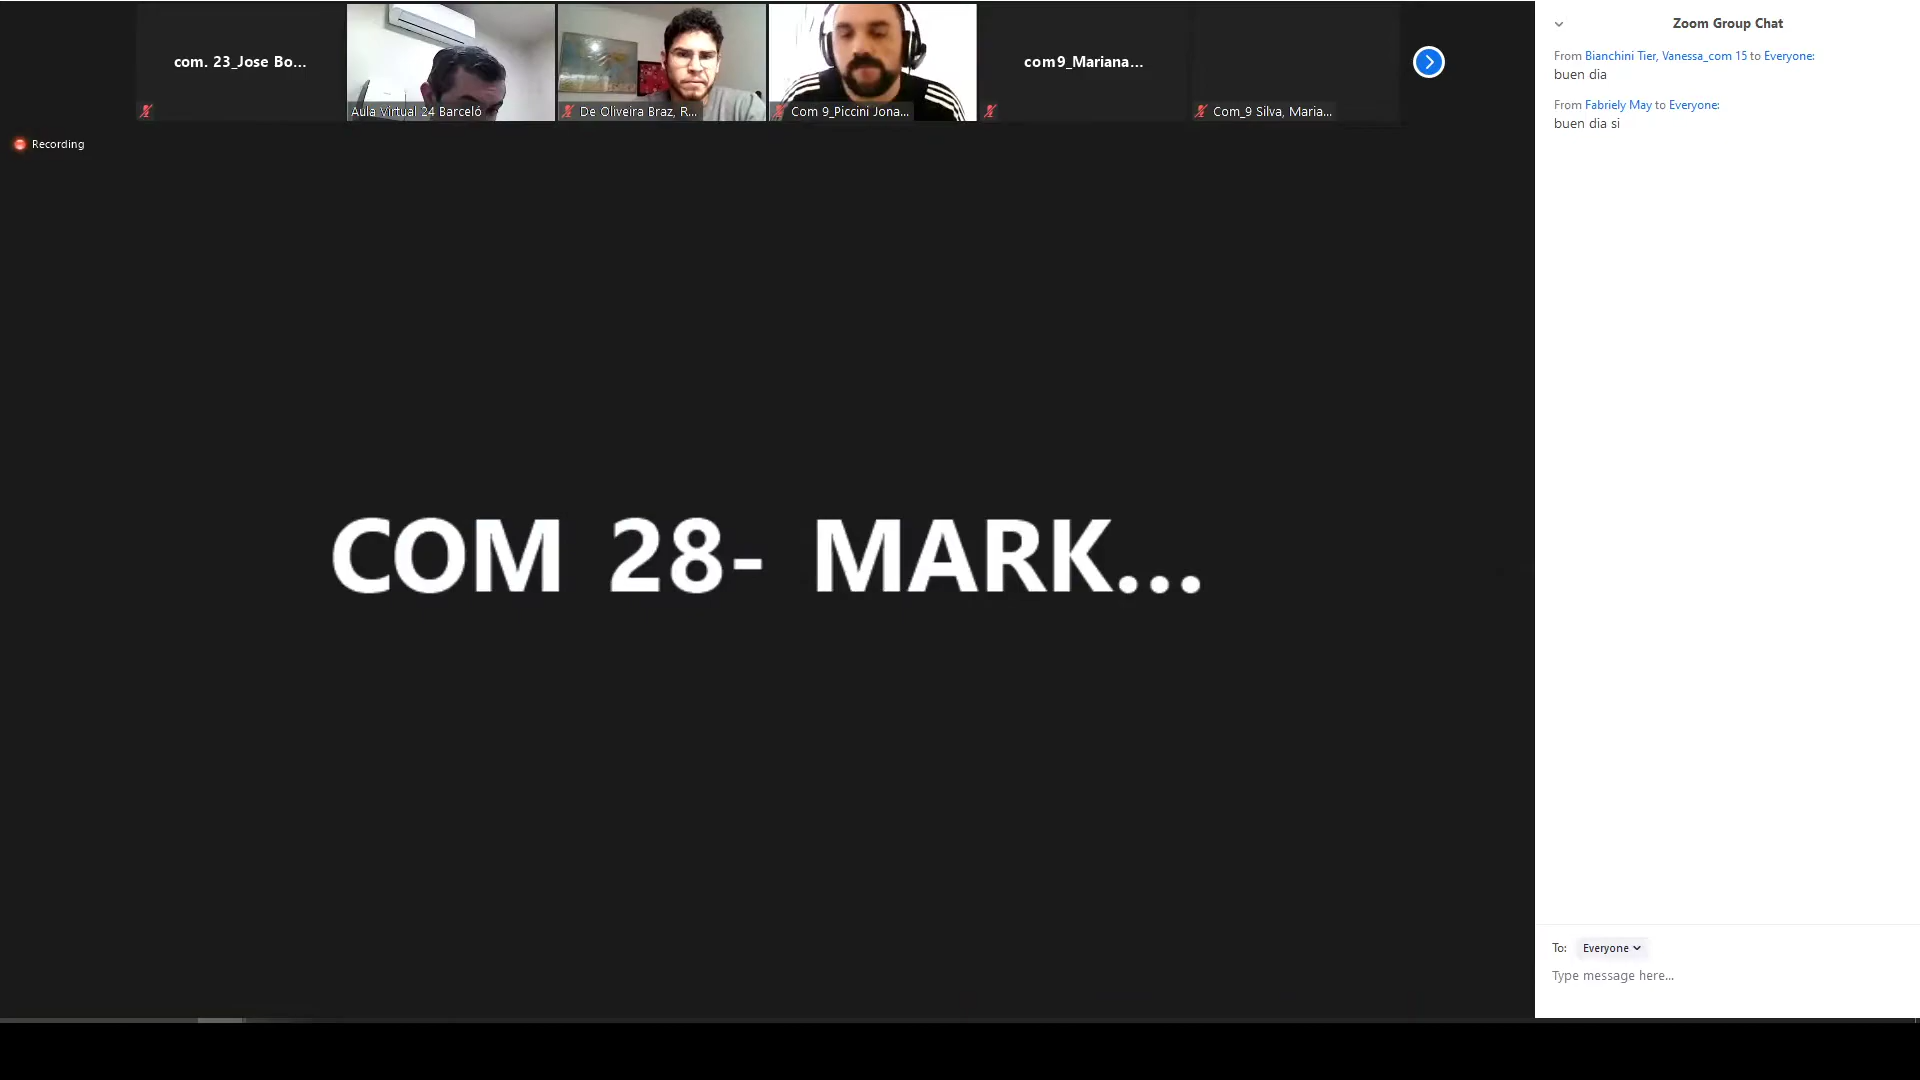 com. 23_Jose Bo...
Aula Virtual 24 Barceló
De Oliveira Braz, R...
Com 9_Piccini Jona...
com9_Mariana...
Com_9 Silva, Maria...
Recording
COM 28- MARK...
Zoom Group Chat
From Bianchini Tier, Vanessa_com 15 to Everyone:
buen dia
From Fabriely May to Everyone:
buen dia si
To: Everyone
Type message here...